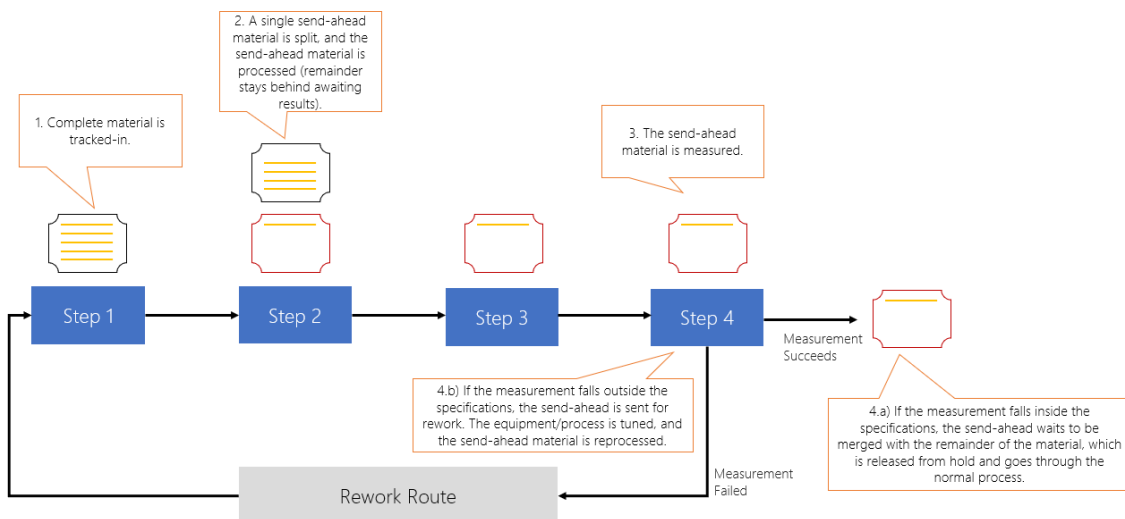 2. A single send-ahead
material is split, and the
send-ahead material is
processed (remainder
stays behind awaiting
results).
1. Complete material is
tracked-in.
3. The send-ahead
material is measured.
Step 1
Step 2
Step 3
Step 4
Measurement
Succeeds
4.b) If the measurement falls outside the
specifications, the send-ahead is sent for
rework. The equipment/process is tuned, and
the send-ahead material is reprocessed.
4.a) If the measurement falls inside the
specifications, the send-ahead waits to be
merged with the remainder of the material, which
is released from hold and goes through the
normal process.
Measurement
Failed
Rework Route